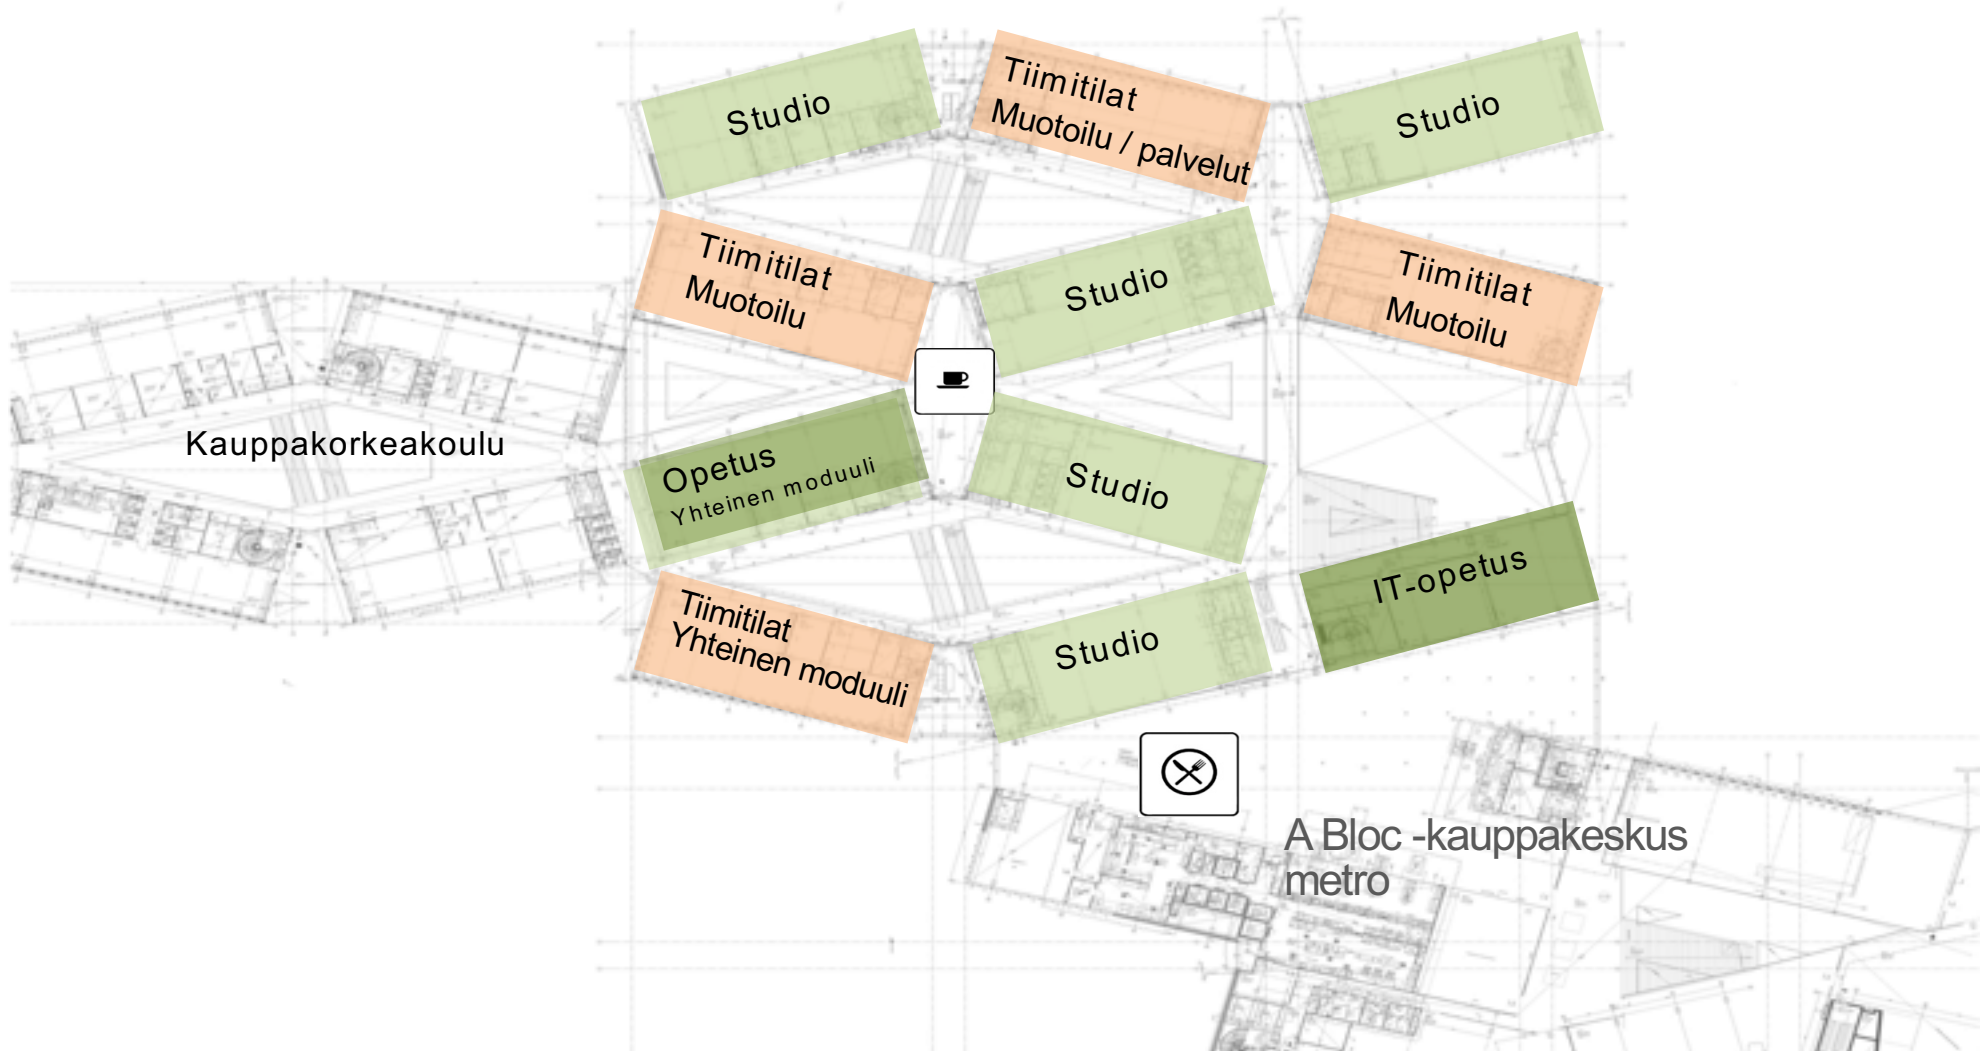 Studio
Tiimitilat
Muotoilu / palvelut
Studio
Tiimitilat
Muotoilu
Studio
Tiimitilat
Muotoilu
Kauppakorkeakoulu
Opetus
Yhteinen moduuli
Studio
IT-opetus
Tiimitilat
Yhteinen moduuli
Studio
A Bloc -kauppakeskus
metro